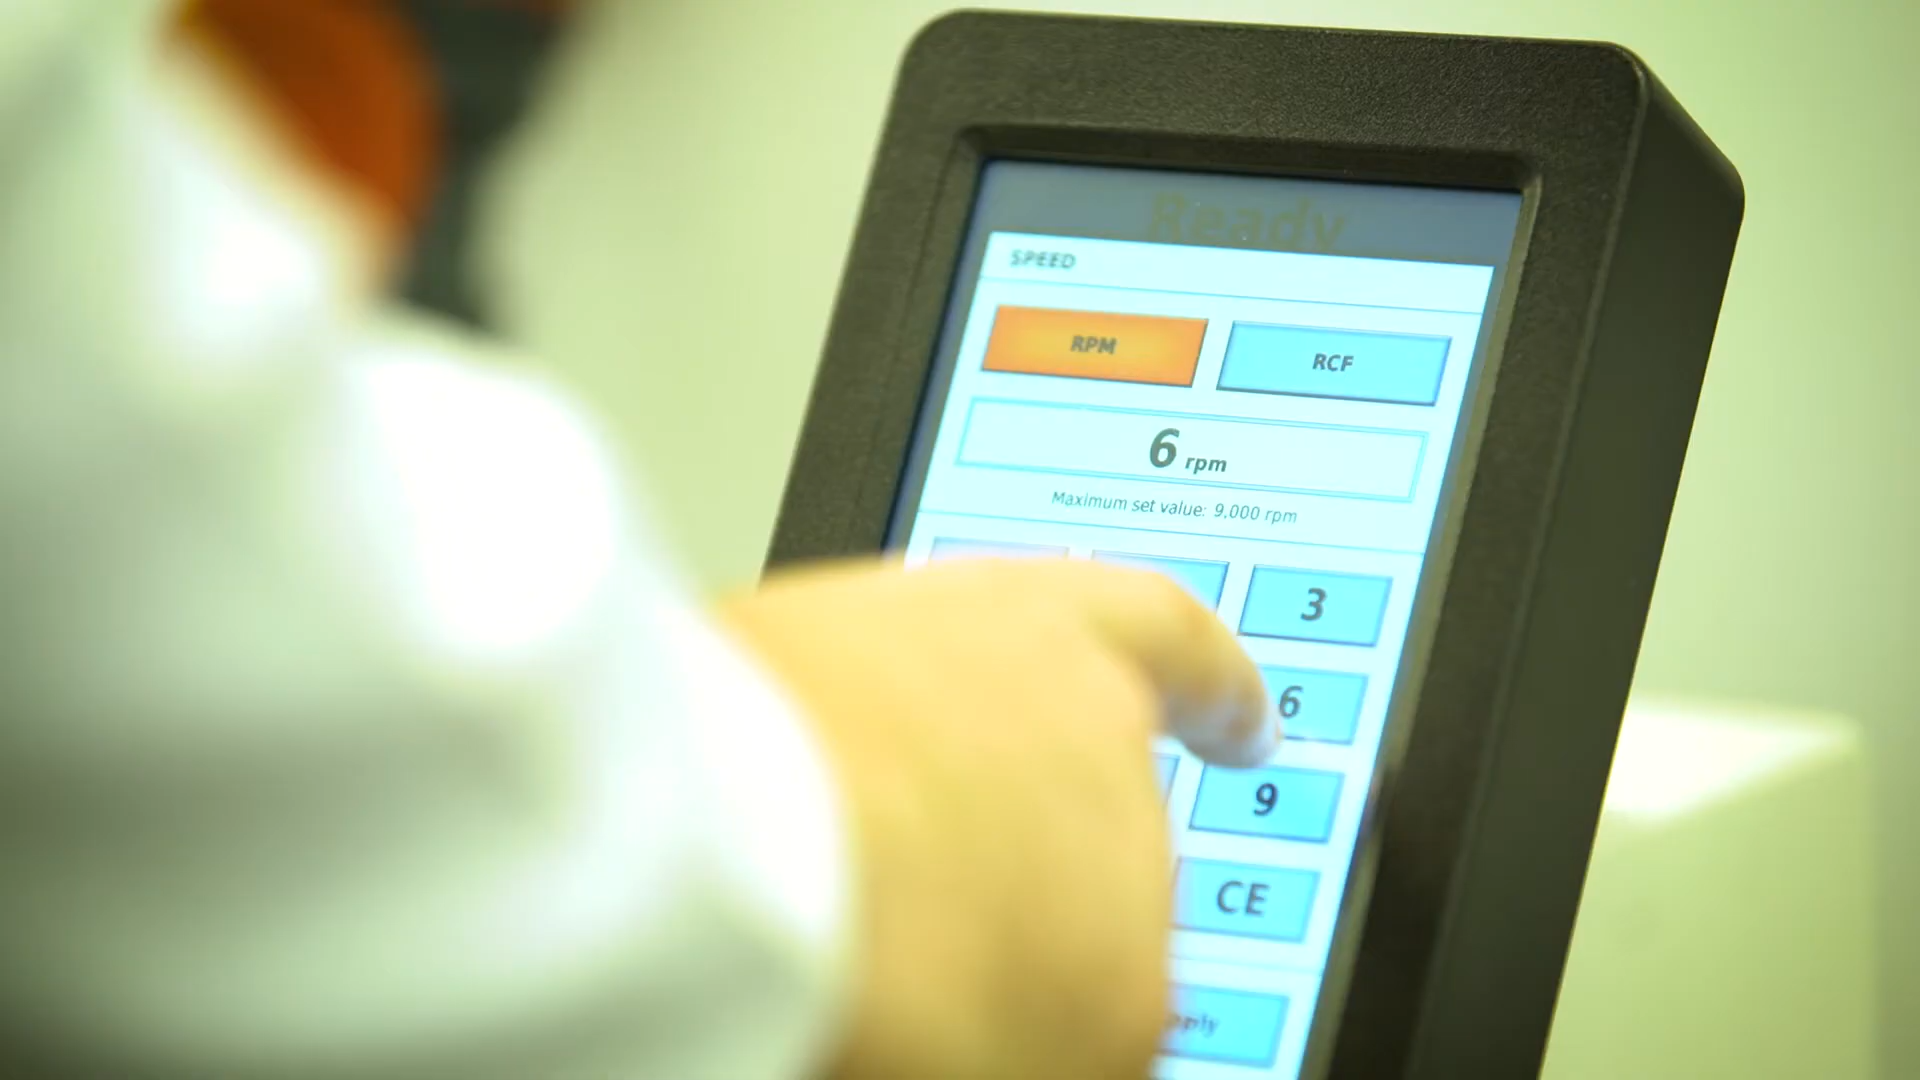 Ready
SPEED
RPM
RCF
6 rpm
Maximum set value: 9,000 rpm
3
6
9
CE